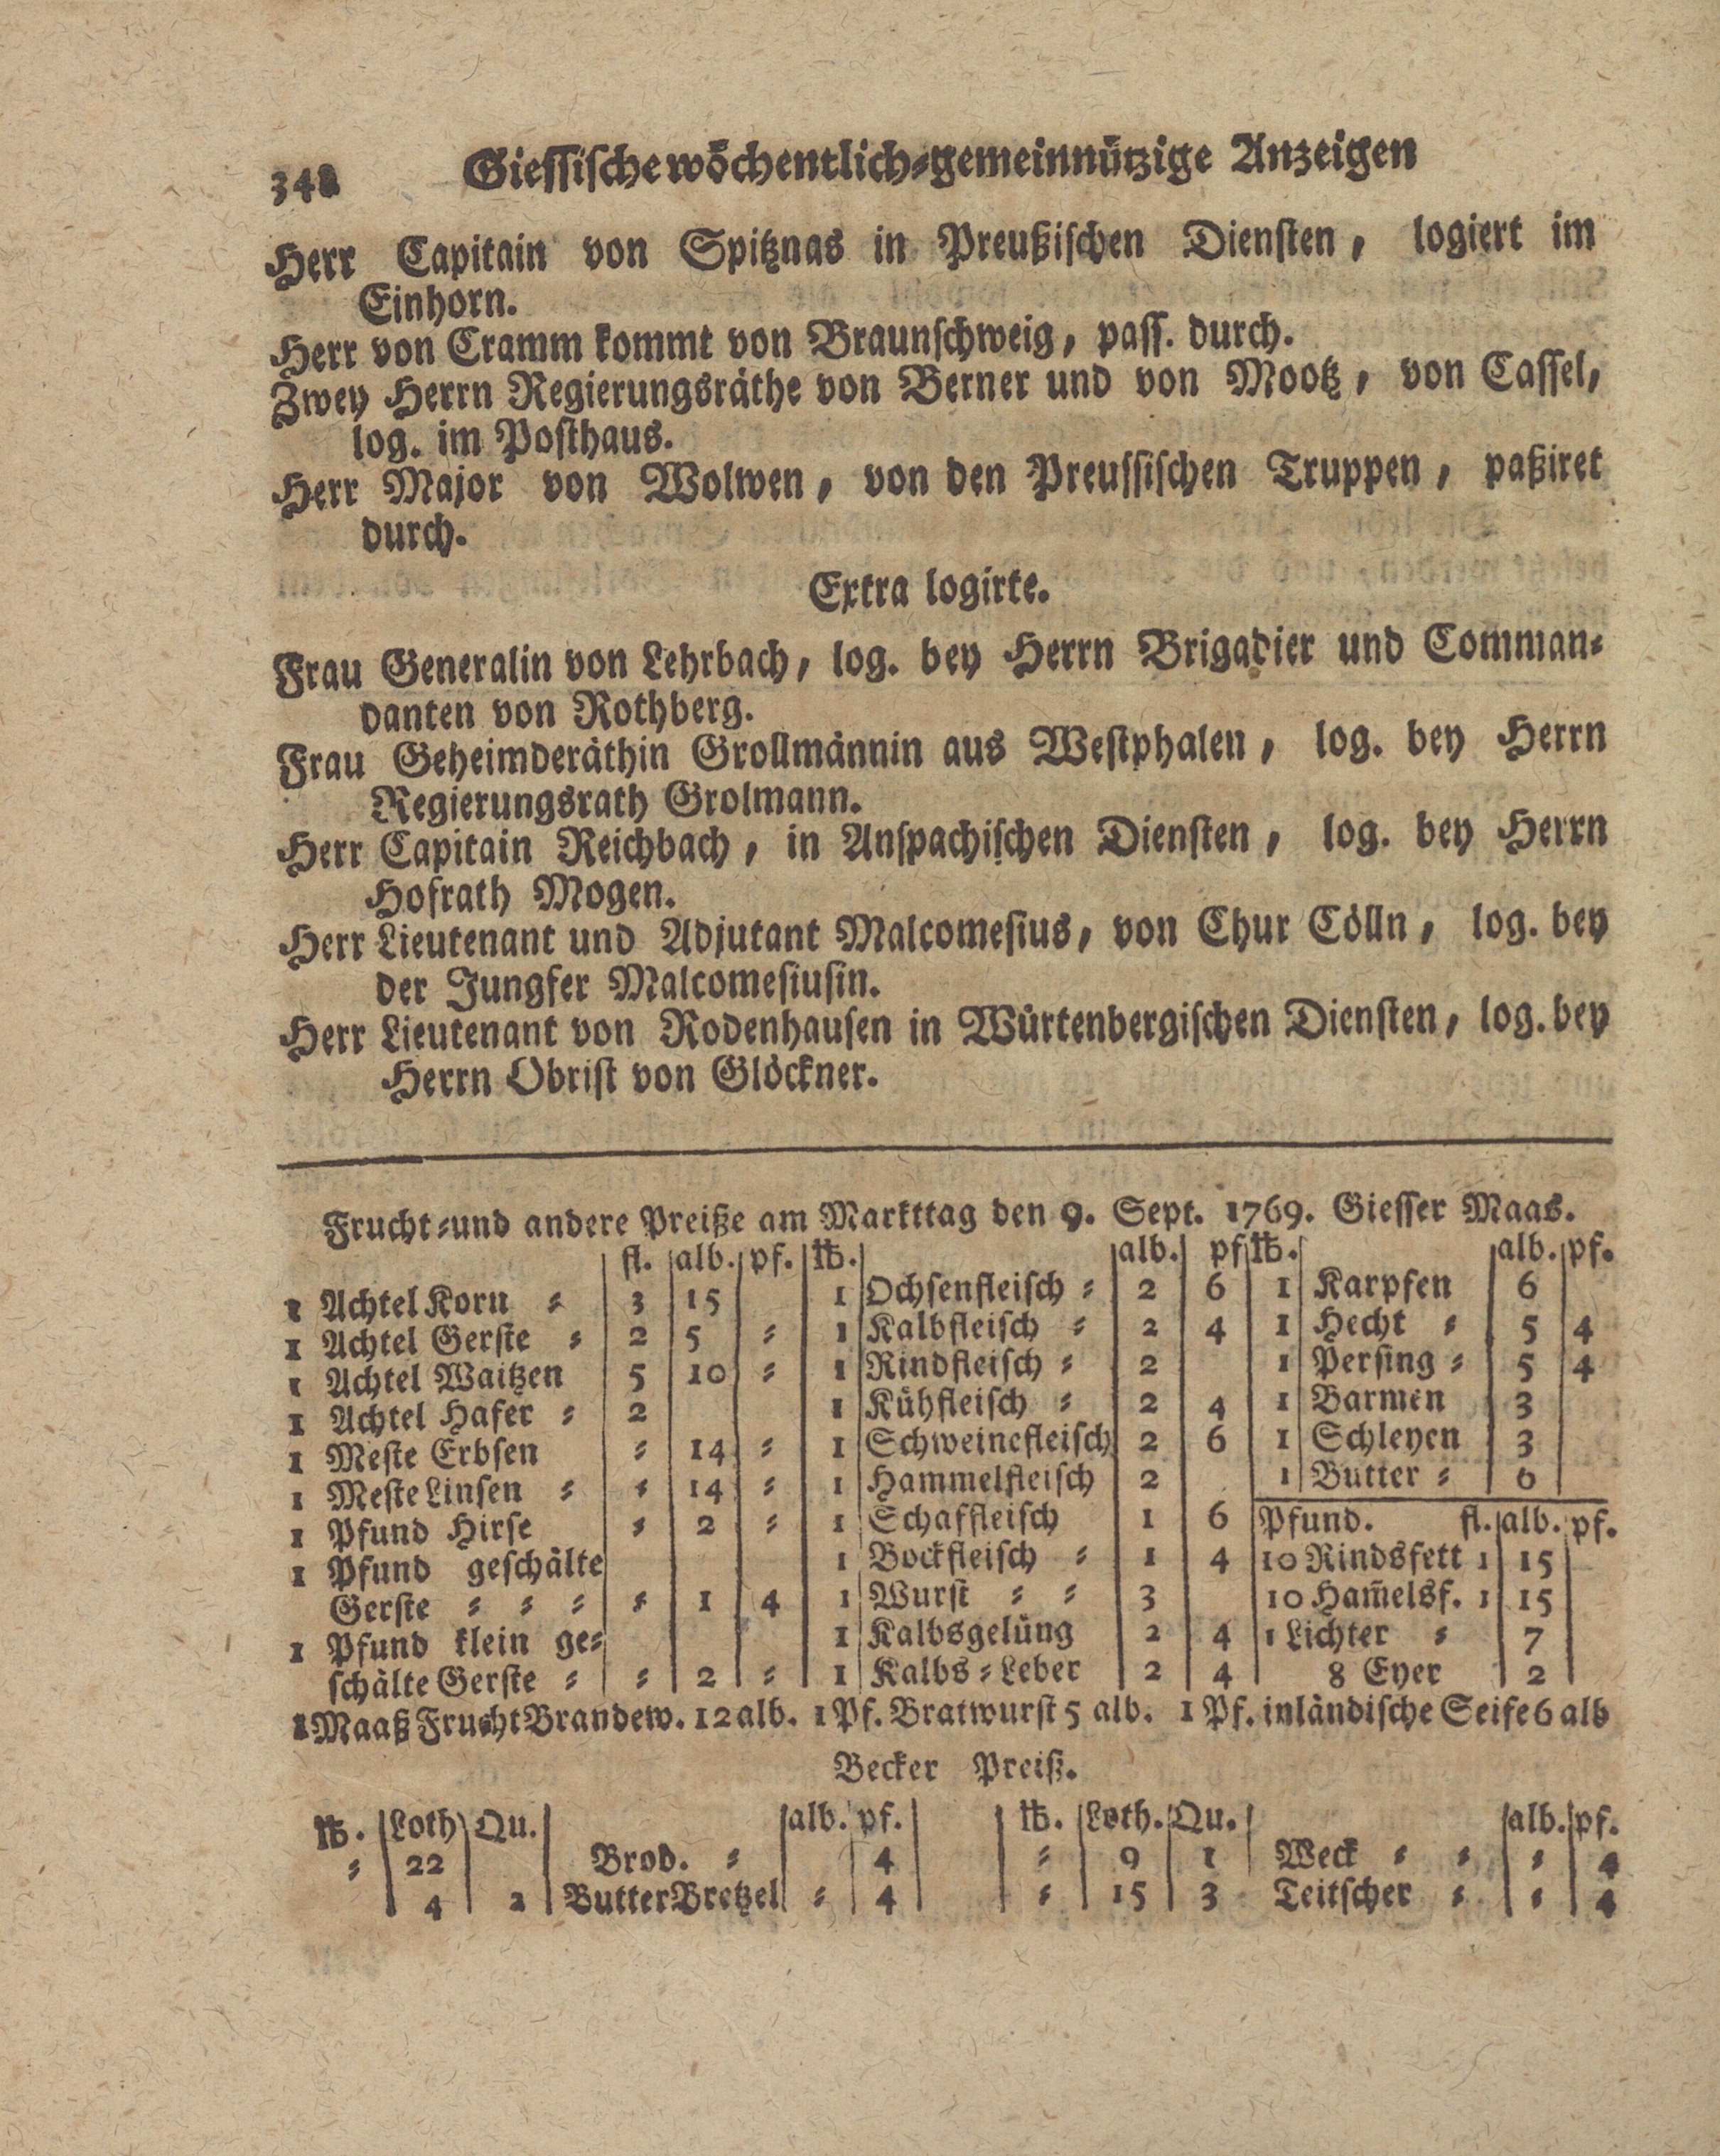 348 Giessische wöchentlich-gemeinnützige Anzeigen
Herr Capitain von Spitznas in Preußischen Diensten, logiert im
Einhorn.
Herr von Cramm kommt von Braunschweig, pass. durch.
Zwey Herrn Regierungsräthe von Berner und von Mootz, von Cassel,
log. im Posthaus.
Herr Major von Wolwen, von den Preussischen Truppen, paßiret
durch.
Extra logirte.
Frau Generalin von Lehrbach, log. bey Herrn Brigadier und Comman-
danten von Rothberg.
Frau Geheimderäthin Grollmännin aus Westphalen, log. bey Herrn
Regierungsrath Grolmann.
Herr Capitain Reichbach, in Anspachischen Diensten, log. bey Herrn
Hofrath Mogen.
Herr Lieutenant und Adjutant Malcomesius, von Chur Cölln, log. bey
der Jungfer Malcomesiusin.
Herr Lieutenant von Rodenhausen in Würtenbergischen Diensten, log. bey
Herrn Obrist von Glöckner.
Frucht- und andere Preiße am Markttag den 9. Sept. 1769. Giesser Maas.
fl. alb. pf. ℔. alb. pf ℔. alb. pf.
1 Achtel Korn - 3 15 1 Ochsenfleisch - 2 6 1 Karpfen 6
1 Achtel Gerste - 2 5 - 1 Kalbfleisch - 2 4 1 Hecht - 5 4
1 Achtel Waitzen 5 10 - 1 Rindfleisch - 2 1 Persing - 5 4
1 Achtel Hafer - 2 1 Kühfleisch - 2 4 1 Barmen 3
1 Meste Erbsen - 14 - 1 Schweinefleisch 2 6 1 Schleyen 3
1 Meste Linsen - - 14 - 1 Hammelfleisch 2 1 Butter - 6
1 Pfund Hirse - 2 - 1 Schaffleisch 1 6 Pfund. fl. alb. pf.
1 Pfund geschälte 1 Bockfleisch - 1 4 10 Rindsfett 1 15
Gerste - - - - 1 4 1 Wurst - - 3 10 Ham̄elsf. 1 15
1 Pfund klein ge- 1 Kalbsgelüng 2 4 1 Lichter - 7
schälte Gerste - - 2 - 1 Kalbs-Leber 2 4 8 Eyer 2
1 Maaß Frucht Brandew. 12 alb. 1 Pf. Bratwurst 5 alb. 1 Pf. inländische Seife 6 alb
Becker Preiß.
℔. Loth Qu. alb. pf. ℔. Loth. Qu. alb. pf.
- 22 Brod. - 4 - 9 1 Weck - - - 4
4 2 Butter Bretzel - 4 - 15 3 Teitscher - - 4